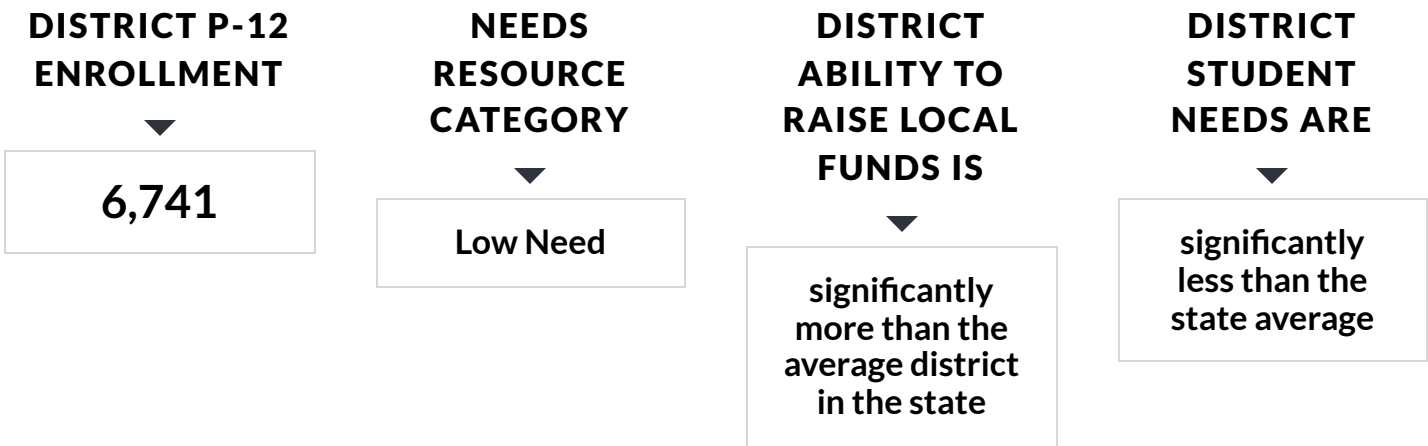 DISTRICT P-12
ENROLLMENT
6,741
NEEDS
RESOURCE
CATEGORY
Low Need
DISTRICT
ABILITY TO
RAISE LOCAL
FUNDS IS
significantly
more than the
average district
in the state
DISTRICT
STUDENT
NEEDS ARE
significantly
less than the
state average